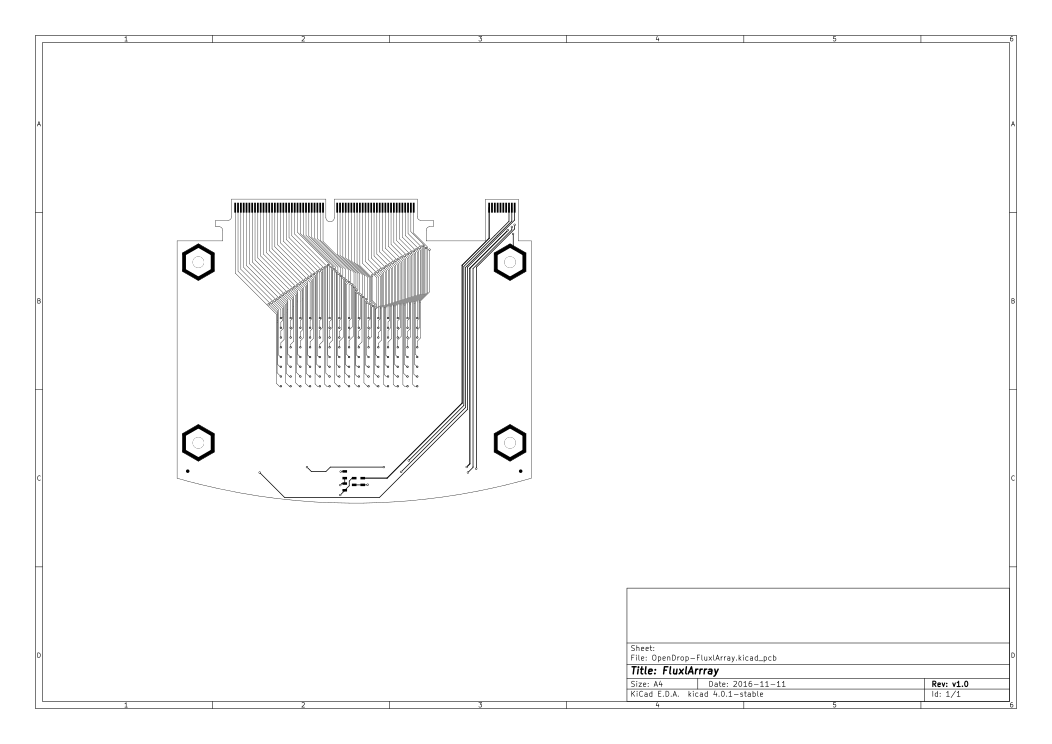 1 2 3 4 5 6
A A
B B
C C
D D
Sheet:
File: OpenDrop-FluxlArray.kicad_pcb
Title: FluxlArrray
Size: A4 Date: 2016-11-11 Rev: v1.0
KiCad E.D.A. kicad 4.0.1-stable Id: 1/1
1 2 3 4 5 6